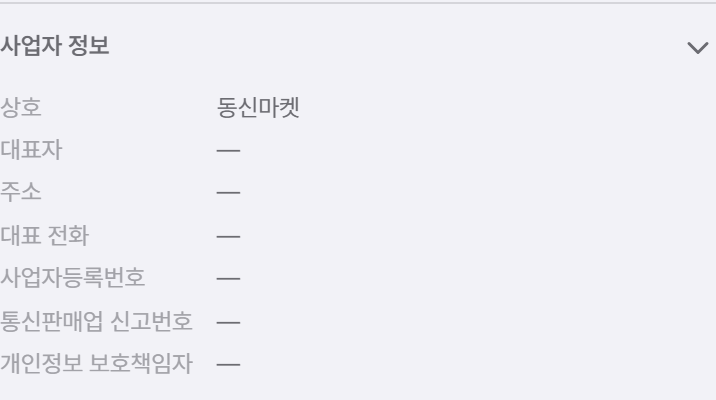 사업자 정보
상호 동신마켓
대표자 —
주소 —
대표 전화 —
사업자등록번호 —
통신판매업 신고번호 —
개인정보 보호책임자 —